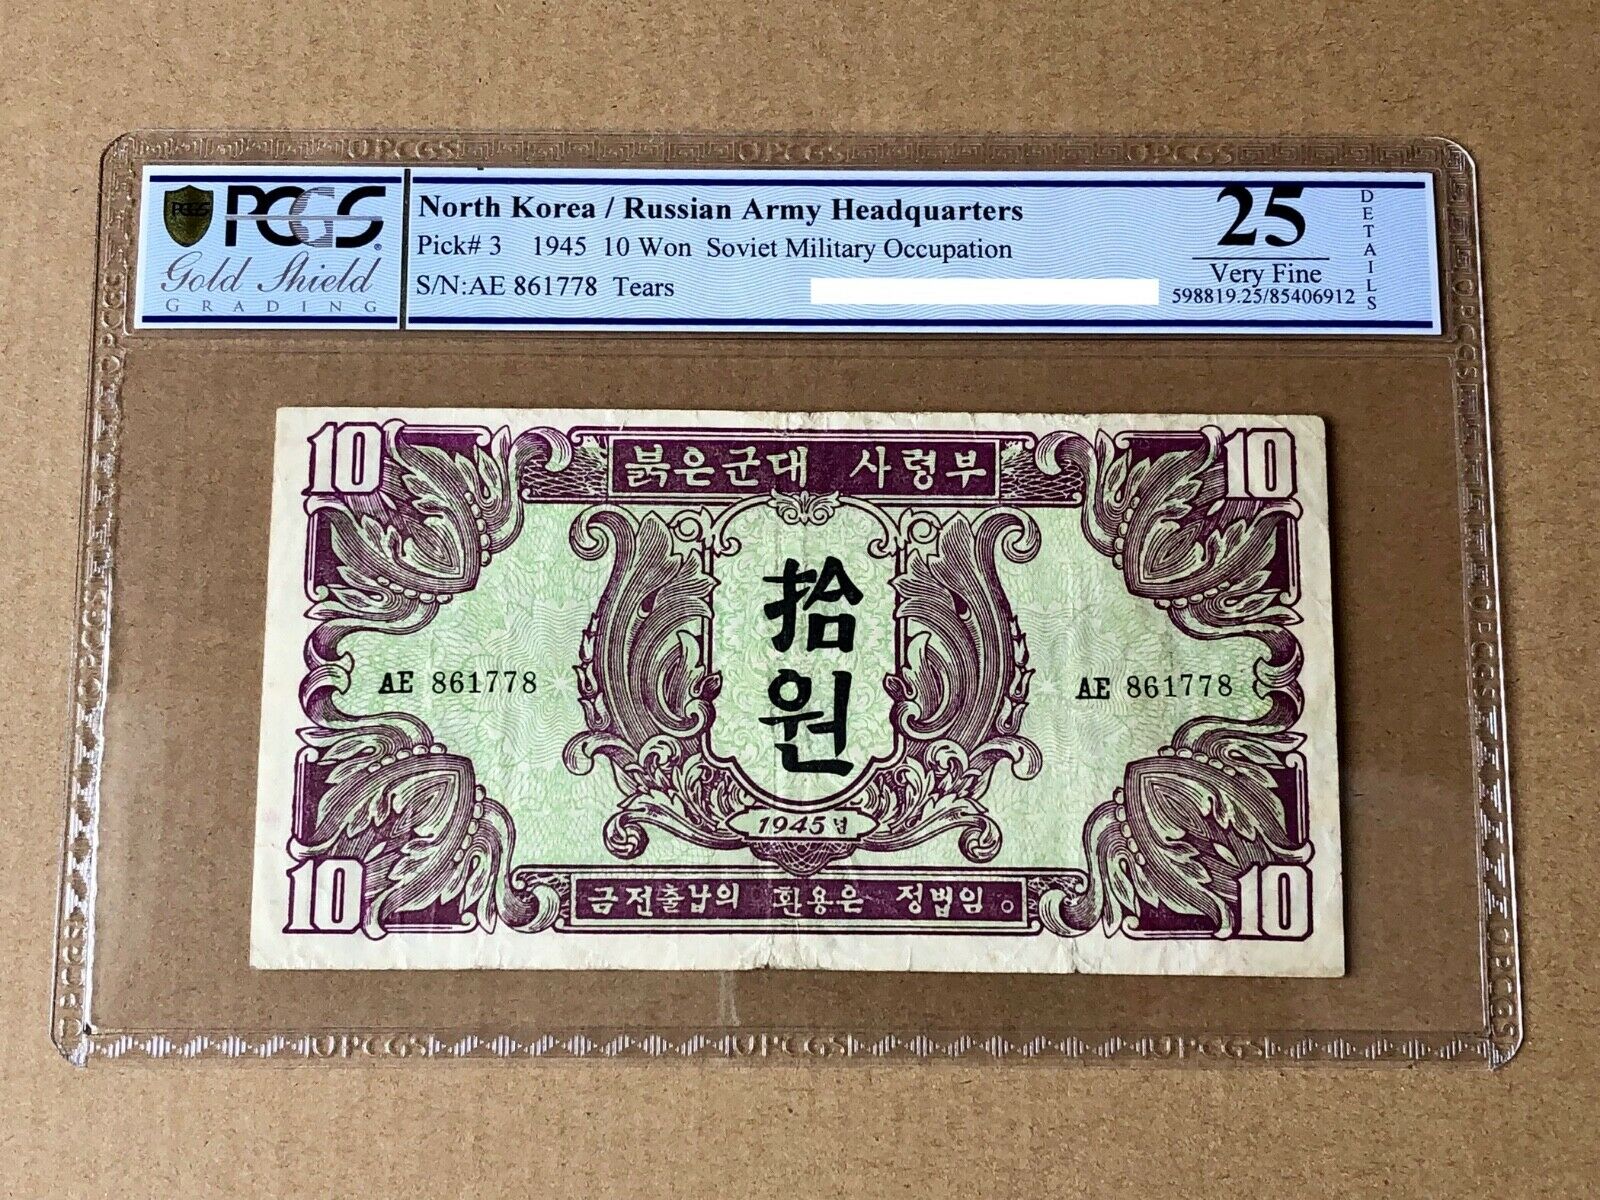 PCGS
Gold Shield
GRADING
North Korea / Russian Army Headquarters
Pick# 3 1945 10 Won Soviet Military Occupation
S/N:AE 861778 Tears
25
Very Fine
598819.25/85406912
DETAILS
10 10
붉은군대 사령부
拾
원
AE 861778 AE 861778
1945년
금전출납의 환용은 정법임。
10 10